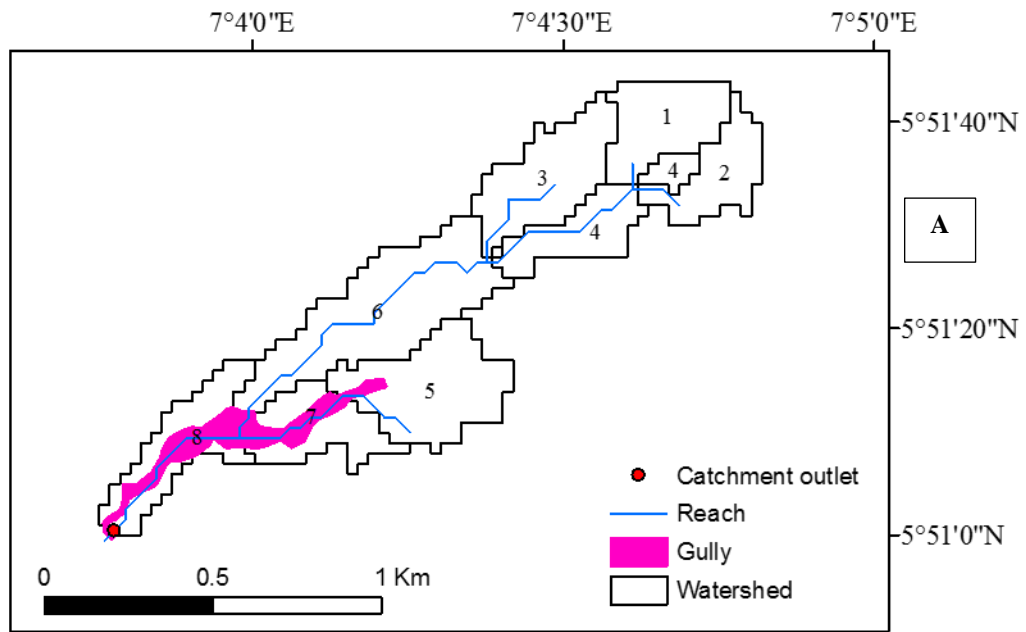 7°4'0"E 7°4'30"E 7°5'0"E
5°51'40"N
1
4
2
3
A
4
6
5°51'20"N
5
7
8
Catchment outlet
Reach
5°51'0"N
Gully
0 0.5 1 Km
Watershed